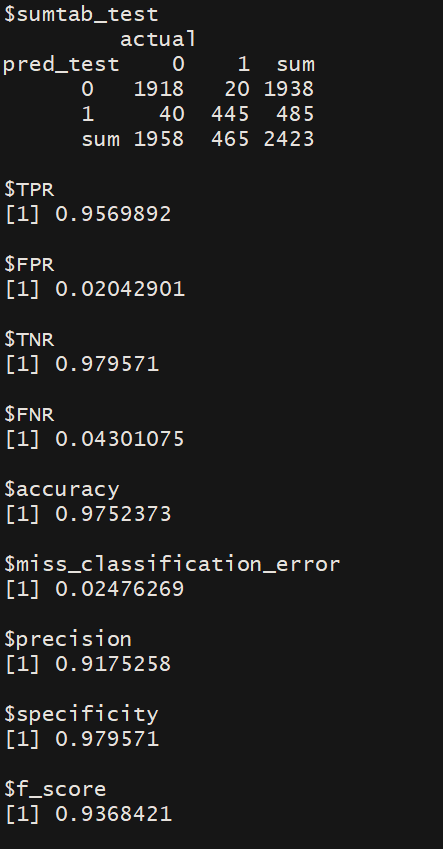 $sumtab_test
actual
pred_test 0 1 sum
0 1918 20 1938
1 40 445 485
sum 1958 465 2423
$TPR
[1] 0.9569892
$FPR
[1] 0.02042901
$TNR
[1] 0.979571
$FNR
[1] 0.04301075
$accuracy
[1] 0.9752373
$miss_classification_error
[1] 0.02476269
$precision
[1] 0.9175258
$specificity
[1] 0.979571
$f_score
[1] 0.9368421